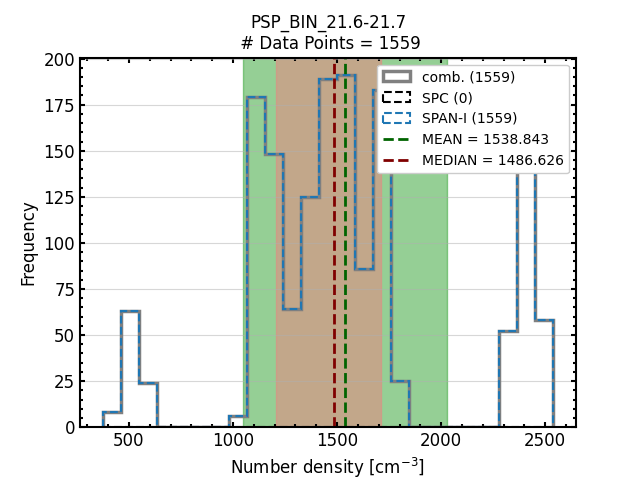 PSP_BIN_21.6-21.7
# Data Points = 1559
200
175
150
125
100
75
50
25
0
Frequency
comb. (1559)
SPC (0)
SPAN-I (1559)
MEAN = 1538.843
MEDIAN = 1486.626
500
1000
1500
2000
2500
Number density [cm⁻³]